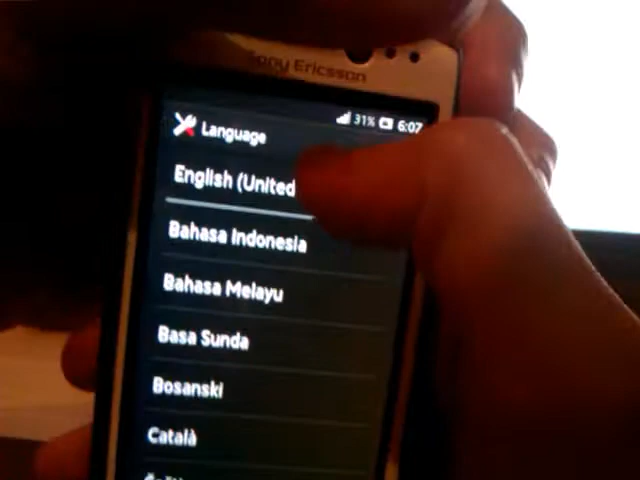 Sony Ericsson
31% 6:07
Language
English (United
Bahasa Indonesia
Bahasa Melayu
Basa Sunda
Bosanski
Català